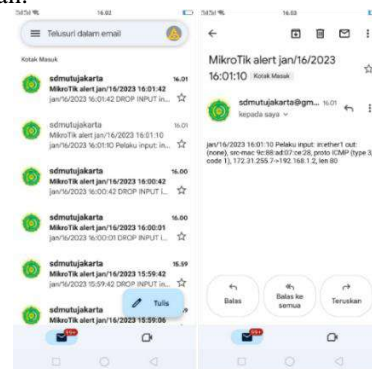 an.
16.02
Telusuri dalam email
Kotak Masuk
sdmutujakarta 16.01
MikroTik alert jan/16/2023 16:01:42
jan/16/2023 16:01:42 DROP INPUT i...
sdmutujakarta 16.01
MikroTik alert jan/16/2023 16:01:10
jan/16/2023 16:01:10 Pelaku input: in...
sdmutujakarta 16.00
MikroTik alert jan/16/2023 16:00:42
jan/16/2023 16:00:42 DROP INPUT i...
sdmutujakarta 16.00
MikroTik alert jan/16/2023 16:00:01
jan/16/2023 16:00:01 DROP INPUT i...
sdmutujakarta 15.59
MikroTik alert jan/16/2023 15:59:42
jan/16/2023 15:59:42 DROP INPUT i...
sdmutujakarta
MikroTik alert jan/16/2023 15:59:06
Tulis
99+
16.03
MikroTik alert jan/16/2023
16:01:10 Kotak Masuk
sdmutujakarta@gm... 16.01
kepada saya
jan/16/2023 16:01:10 Pelaku input: in:ether1 out:
(none), src-mac 9c:88:ad:07:ce:28, proto ICMP (type 3,
code 1), 172.31.255.7->192.168.1.2, len 80
Balas
Balas ke semua
Teruskan
99+